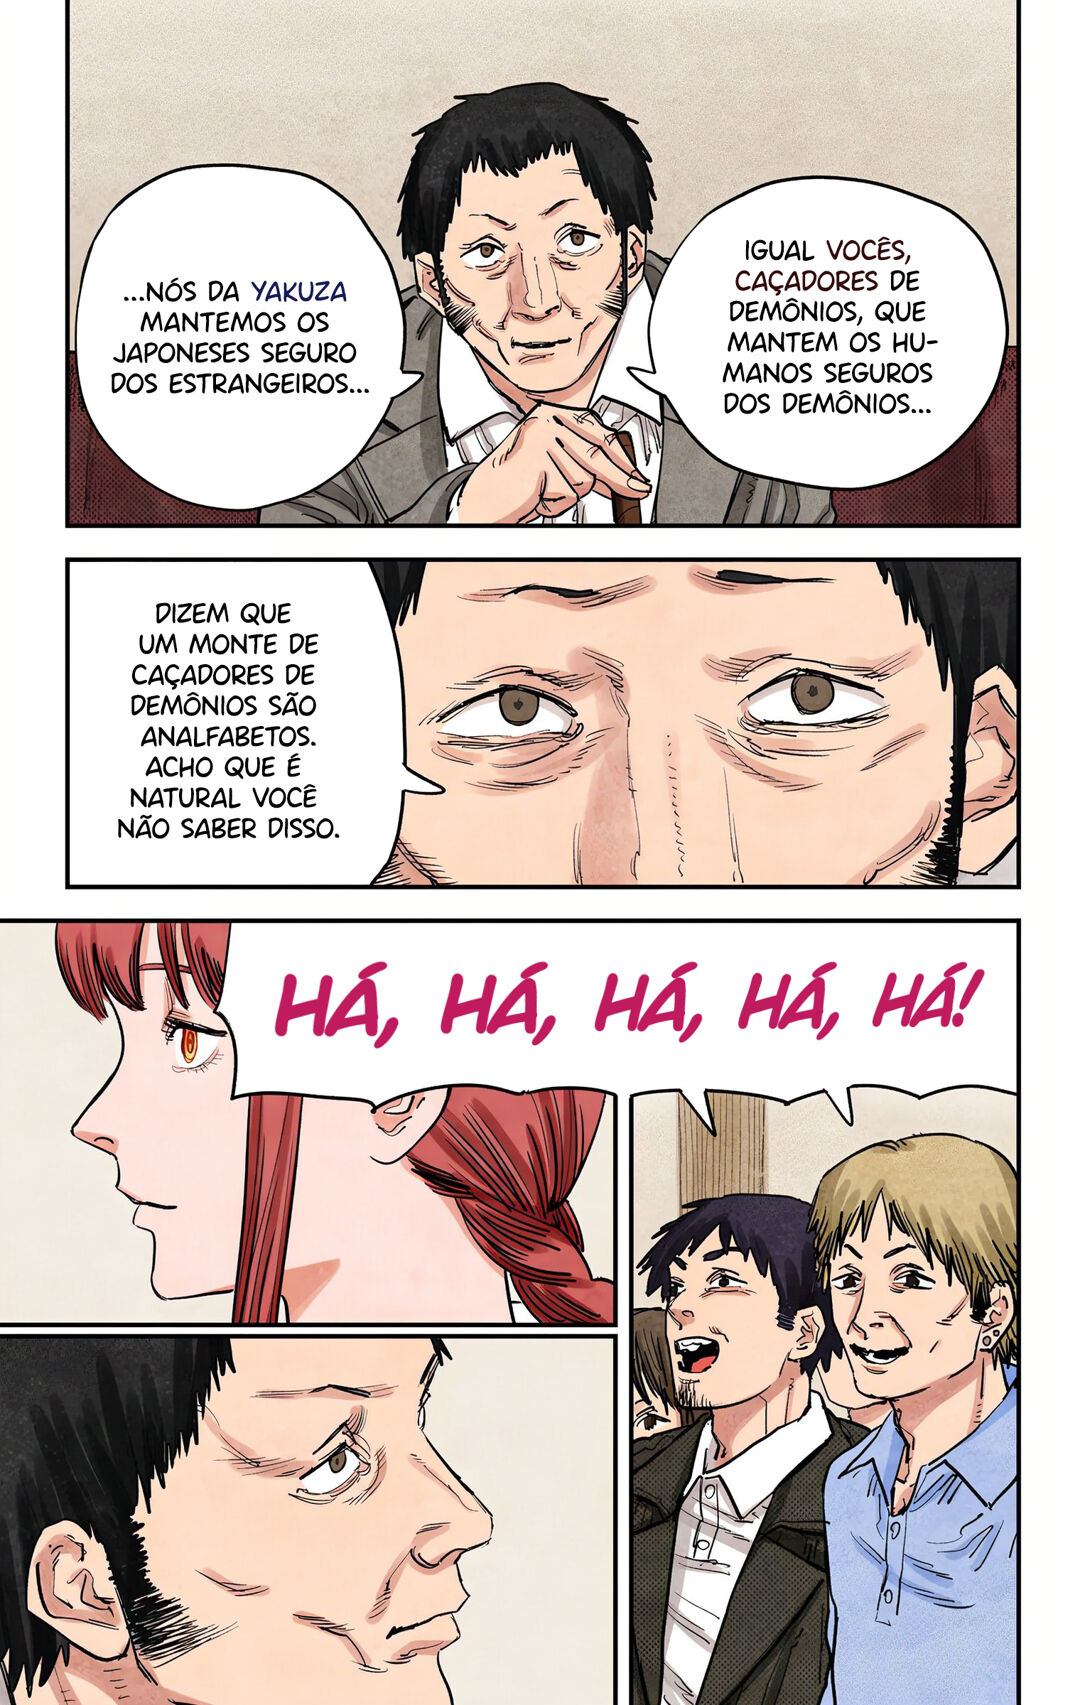 ...NÓS DA YAKUZA
MANTEMOS OS
JAPONESES SEGURO
DOS ESTRANGEIROS...
IGUAL VOCÊS,
CAÇADORES DE
DEMÔNIOS, QUE
MANTEM OS HU-
MANOS SEGUROS
DOS DEMÔNIOS...
DIZEM QUE
UM MONTE DE
CAÇADORES DE
DEMÔNIOS SÃO
ANALFABETOS.
ACHO QUE É
NATURAL VOCÊ
NÃO SABER DISSO.
HÁ, HÁ, HÁ, HÁ, HÁ!